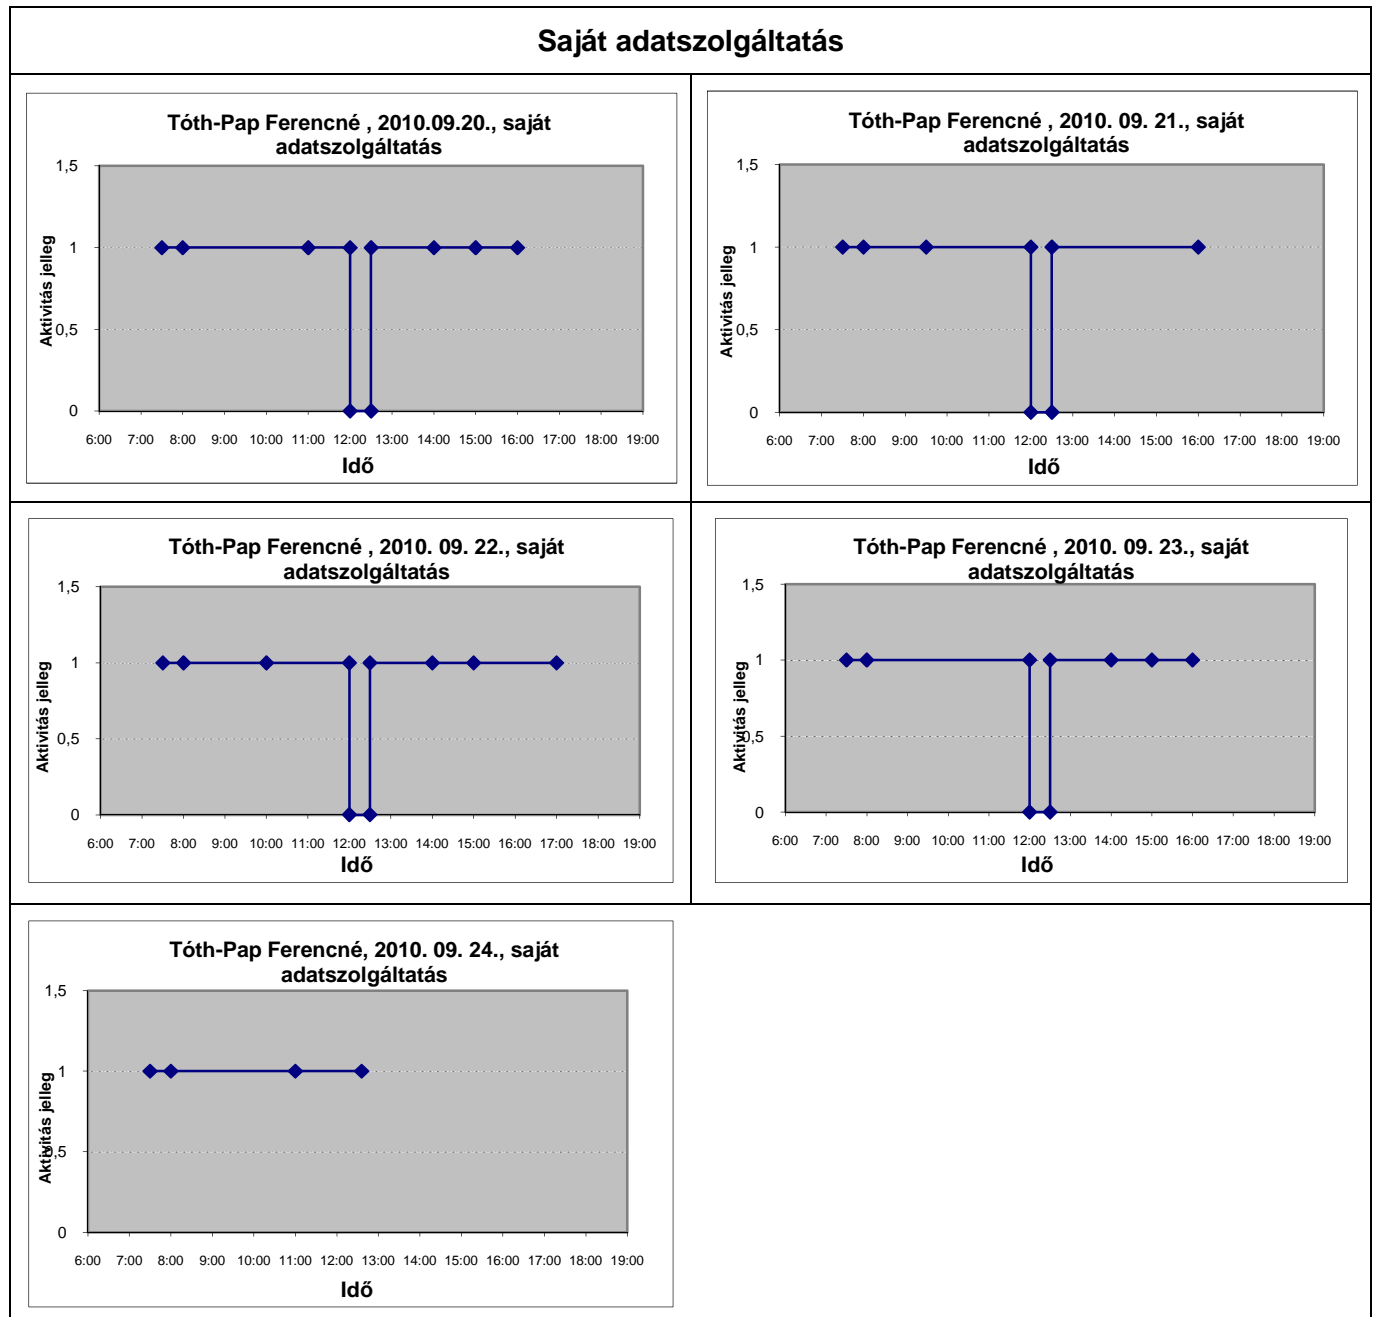 Saját adatszolgáltatás
Tóth-Pap Ferencné , 2010.09.20., saját
adatszolgáltatás
1,5
1
0,5
0
Aktivitás jelleg
6:00 7:00 8:00 9:00 10:00 11:00 12:00 13:00 14:00 15:00 16:00 17:00 18:00 19:00
Idő
Tóth-Pap Ferencné , 2010. 09. 21., saját
adatszolgáltatás
1,5
1
0,5
0
Aktivitás jelleg
6:00 7:00 8:00 9:00 10:00 11:00 12:00 13:00 14:00 15:00 16:00 17:00 18:00 19:00
Idő
Tóth-Pap Ferencné , 2010. 09. 22., saját
adatszolgáltatás
1,5
1
0,5
0
Aktivitás jelleg
6:00 7:00 8:00 9:00 10:00 11:00 12:00 13:00 14:00 15:00 16:00 17:00 18:00 19:00
Idő
Tóth-Pap Ferencné , 2010. 09. 23., saját
adatszolgáltatás
1,5
1
0,5
0
Aktivitás jelleg
6:00 7:00 8:00 9:00 10:00 11:00 12:00 13:00 14:00 15:00 16:00 17:00 18:00 19:00
Idő
Tóth-Pap Ferencné, 2010. 09. 24., saját
adatszolgáltatás
1,5
1
0,5
0
Aktivitás jelleg
6:00 7:00 8:00 9:00 10:00 11:00 12:00 13:00 14:00 15:00 16:00 17:00 18:00 19:00
Idő